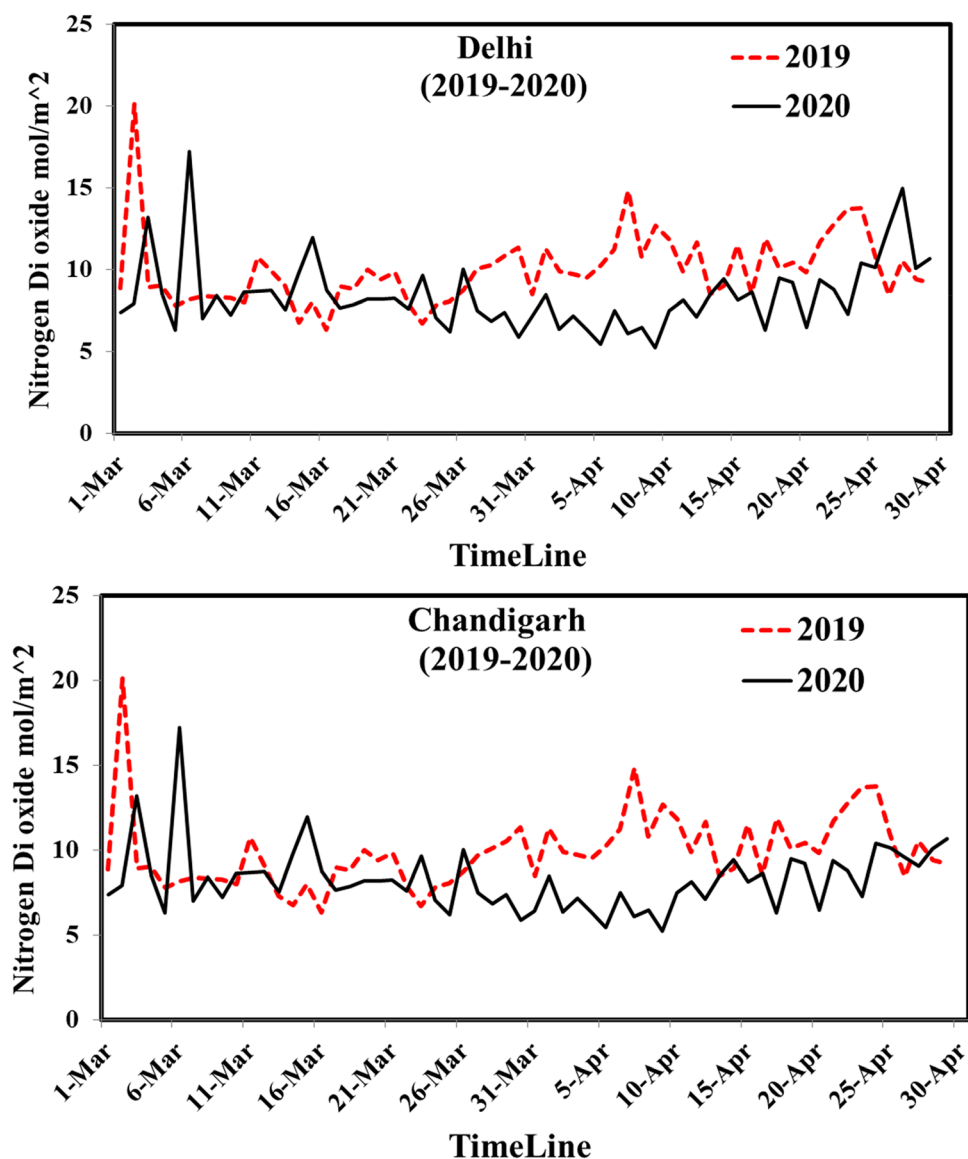 Delhi
(2019-2020)
2019
2020
Nitrogen Di oxide mol/m^2
25
20
15
10
5
0
1-Mar
6-Mar
11-Mar
16-Mar
21-Mar
26-Mar
31-Mar
5-Apr
10-Apr
15-Apr
20-Apr
25-Apr
30-Apr
TimeLine
Chandigarh
(2019-2020)
2019
2020
Nitrogen Di oxide mol/m^2
25
20
15
10
5
0
1-Mar
6-Mar
11-Mar
16-Mar
21-Mar
26-Mar
31-Mar
5-Apr
10-Apr
15-Apr
20-Apr
25-Apr
30-Apr
TimeLine